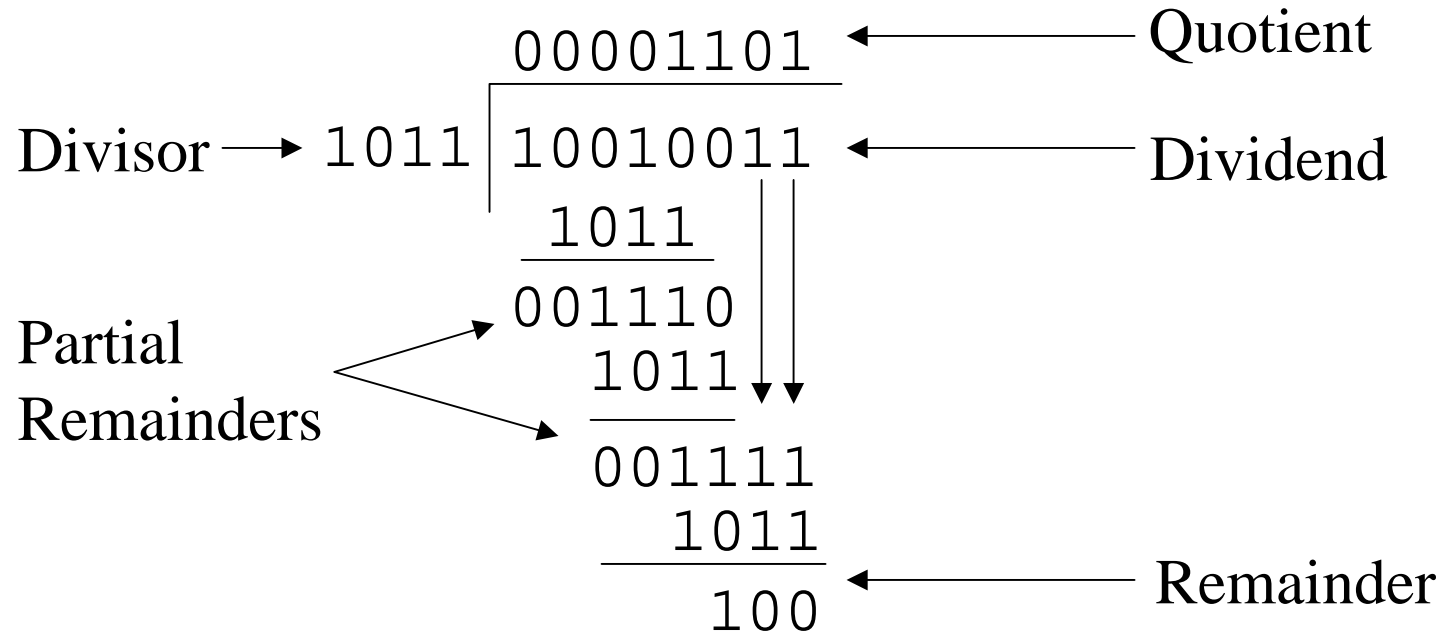 00001101 Quotient
Divisor 1011 10010011 Dividend
1011
001110
Partial
1011
Remainders
001111
1011
100 Remainder